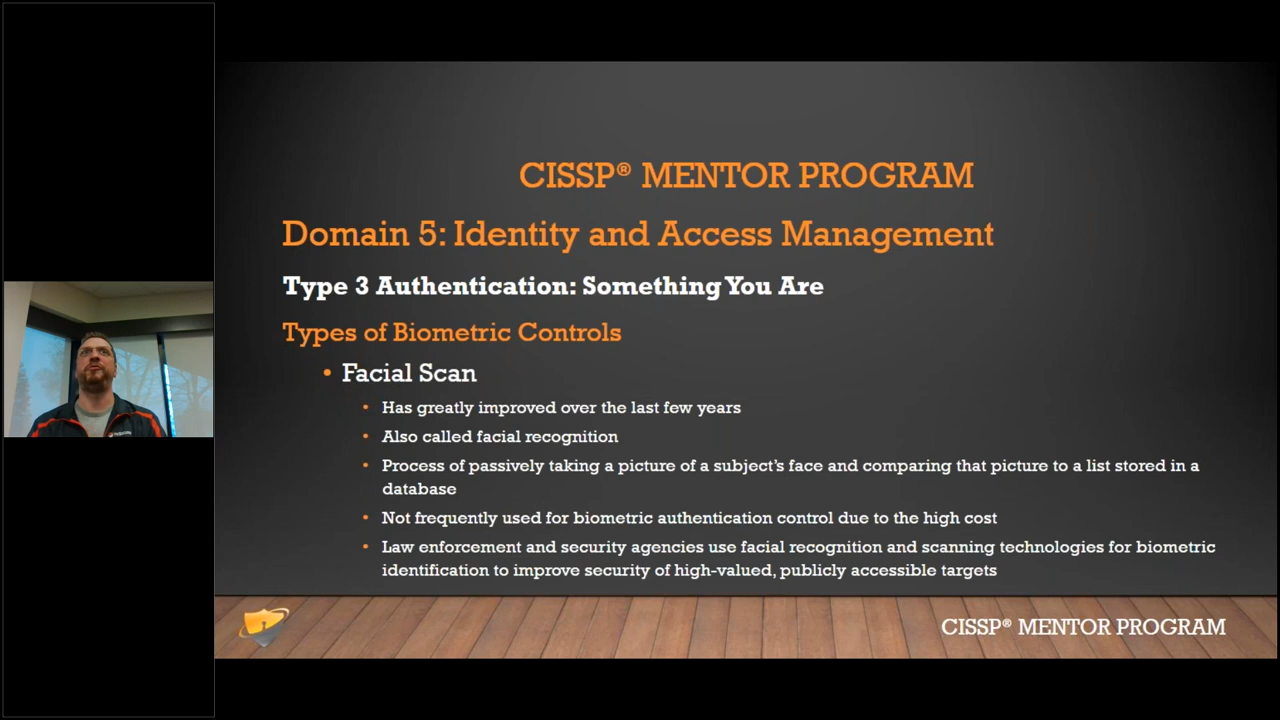 CISSP® MENTOR PROGRAM
Domain 5: Identity and Access Management
Type 3 Authentication: Something You Are
Types of Biometric Controls
• Facial Scan
• Has greatly improved over the last few years
• Also called facial recognition
• Process of passively taking a picture of a subject's face and comparing that picture to a list stored in a
database
• Not frequently used for biometric authentication control due to the high cost
• Law enforcement and security agencies use facial recognition and scanning technologies for biometric
identification to improve security of high-valued, publicly accessible targets
CISSP® MENTOR PROGRAM